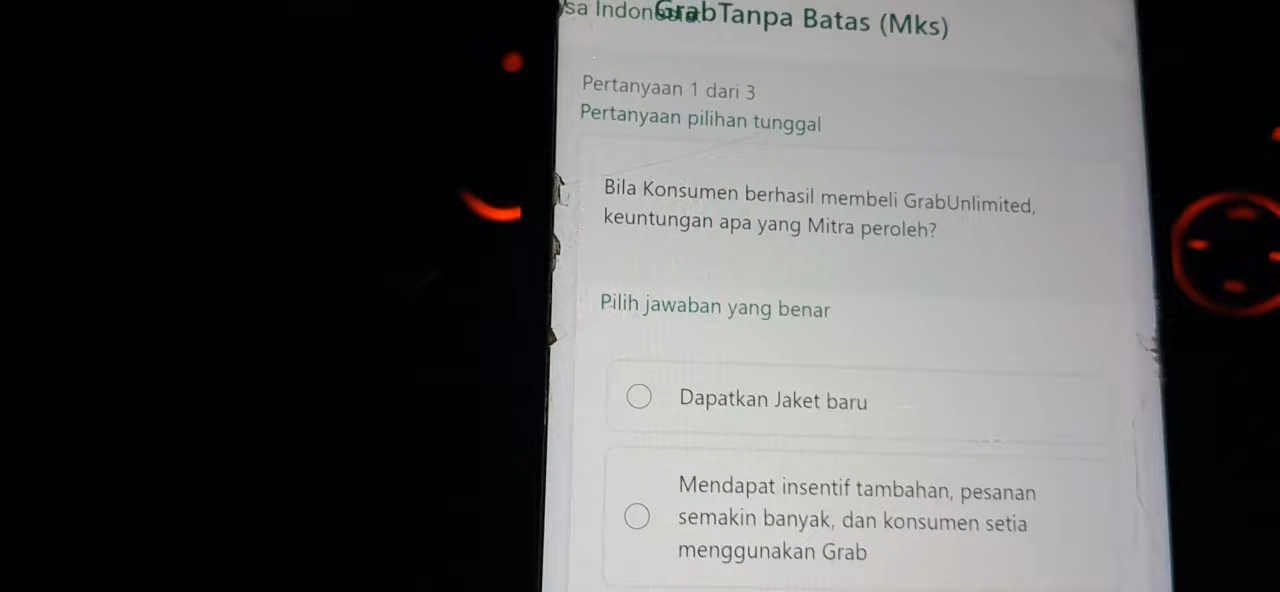 sa Indonesia.
GrabTanpa Batas (Mks)
Pertanyaan 1 dari 3
Pertanyaan pilihan tunggal
Bila Konsumen berhasil membeli GrabUnlimited,
keuntungan apa yang Mitra peroleh?
Pilih jawaban yang benar
Dapatkan Jaket baru
Mendapat insentif tambahan, pesanan
semakin banyak, dan konsumen setia
menggunakan Grab